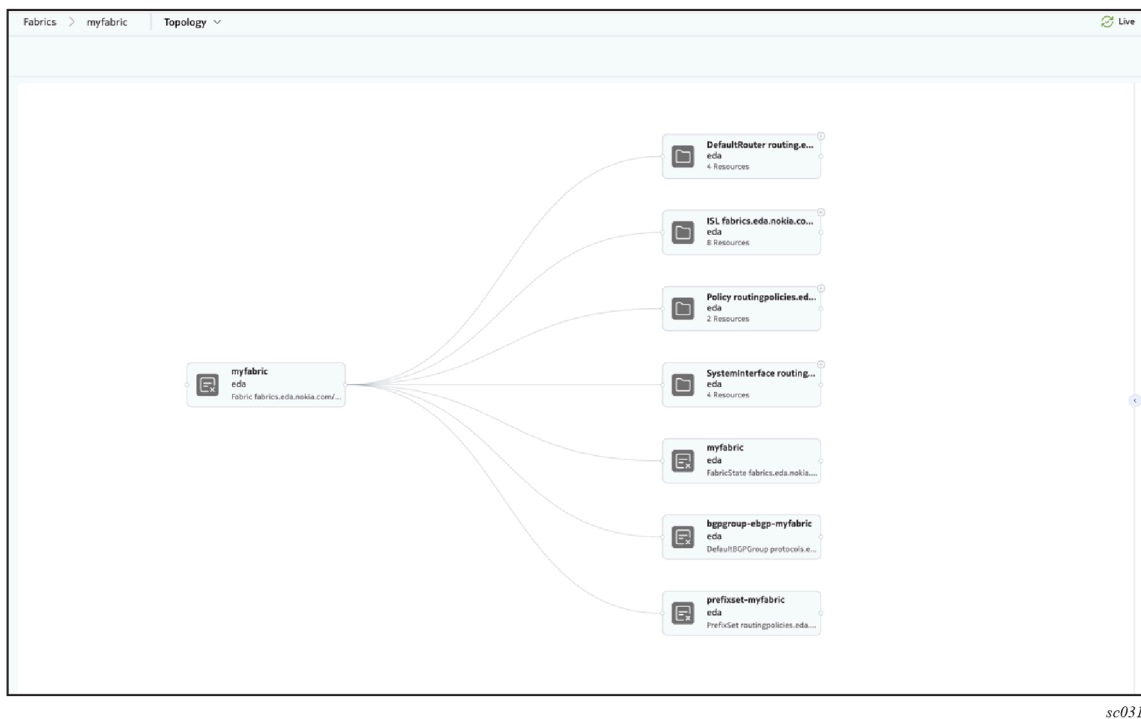 Fabrics > myfabric Topology Live
DefaultRouter routing.e...
eda
4 Resources
ISL fabrics.eda.nokia.co...
eda
8 Resources
Policy routingpolicies.ed...
eda
2 Resources
SystemInterface routing...
eda
4 Resources
myfabric
eda
Fabric fabrics.eda.nokia.com/...
myfabric
eda
FabricState fabrics.eda.nokia....
bgpgroup-ebgp-myfabric
eda
DefaultBGPGroup protocols.e...
prefixset-myfabric
eda
PrefixSet routingpolicies.eda....
sc031